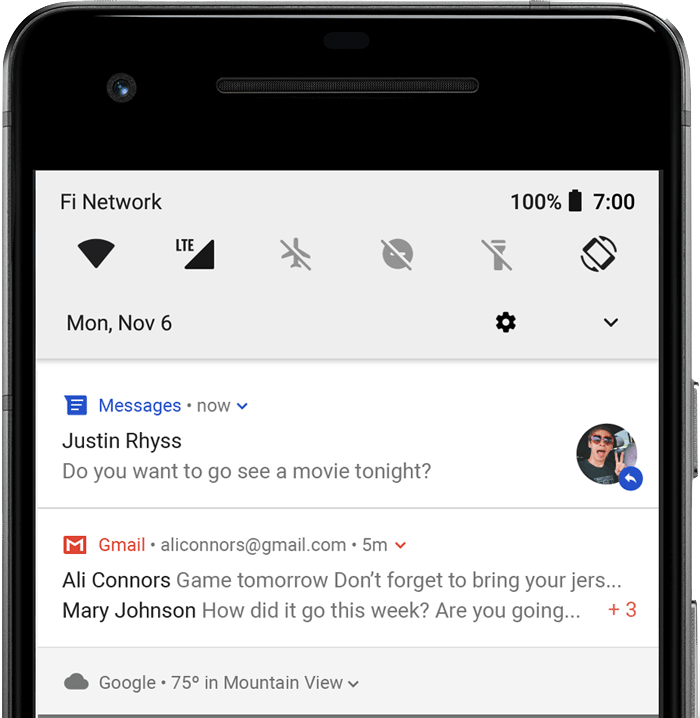 Fi Network 100% 7:00
LTE
Mon, Nov 6
Messages • now
Justin Rhyss
Do you want to go see a movie tonight?
Gmail • aliconnors@gmail.com • 5m
Ali Connors Game tomorrow Don’t forget to bring your jers...
Mary Johnson How did it go this week? Are you going... + 3
Google • 75º in Mountain View